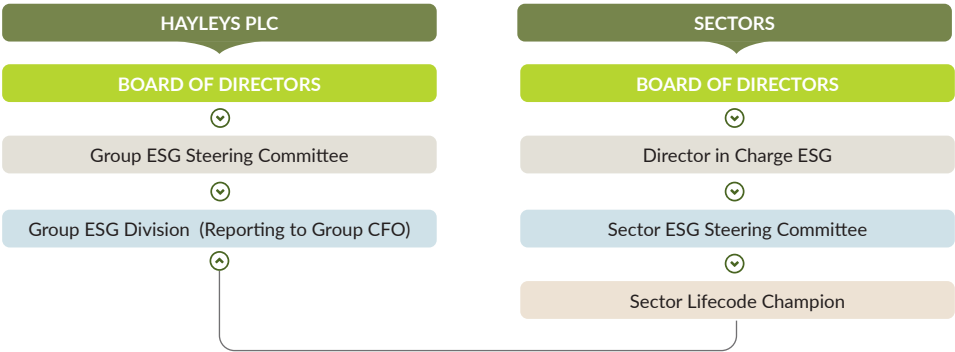 HAYLEYS PLC
BOARD OF DIRECTORS
Group ESG Steering Committee
Group ESG Division (Reporting to Group CFO)
SECTORS
BOARD OF DIRECTORS
Director in Charge ESG
Sector ESG Steering Committee
Sector Lifecode Champion